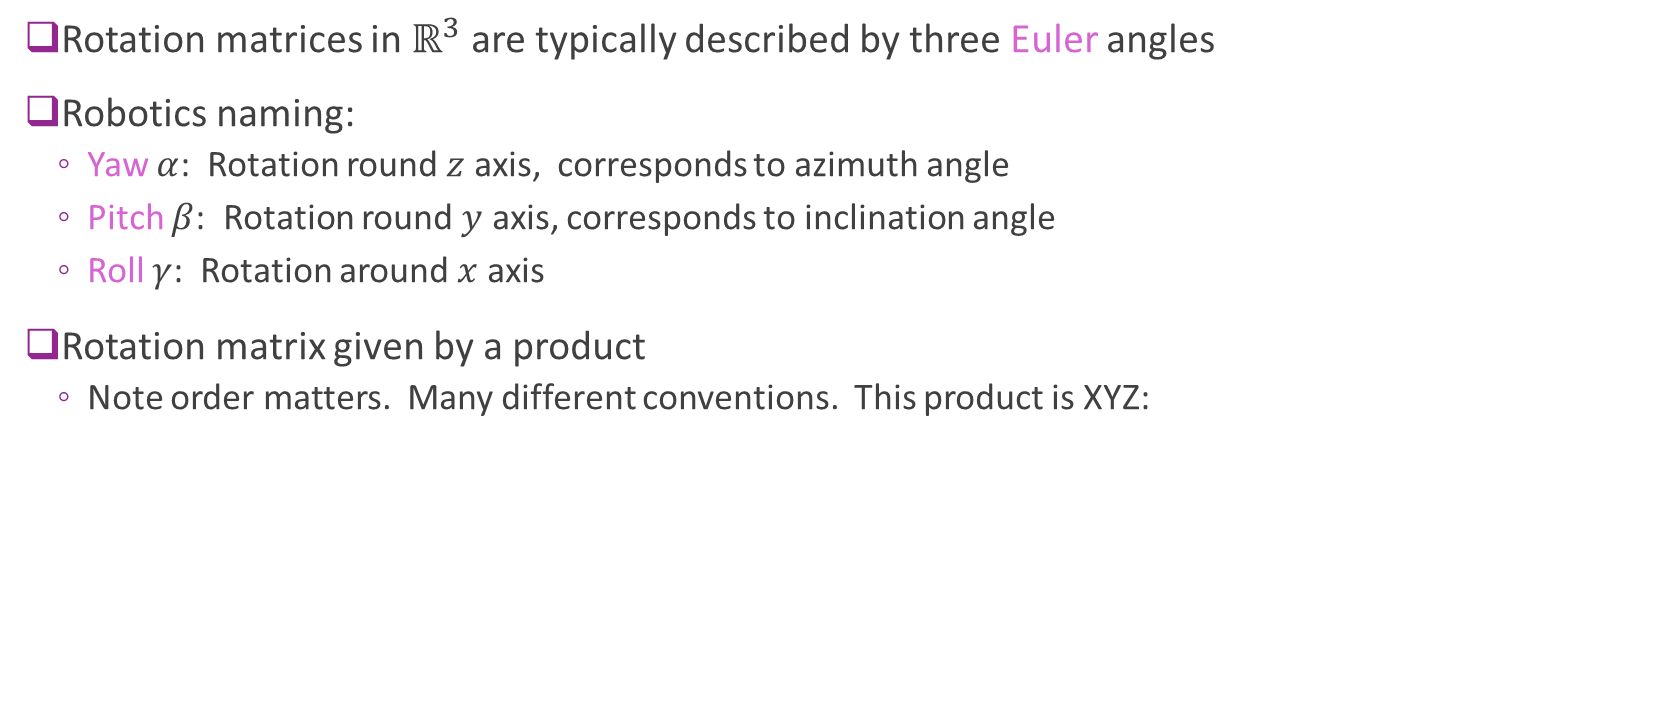 ❑Rotation matrices in ℝ³ are typically described by three Euler angles
❑Robotics naming:
◦ Yaw α:  Rotation round z axis,  corresponds to azimuth angle
◦ Pitch β:  Rotation round y axis, corresponds to inclination angle
◦ Roll γ:  Rotation around x axis
❑Rotation matrix given by a product
◦ Note order matters.  Many different conventions.  This product is XYZ: